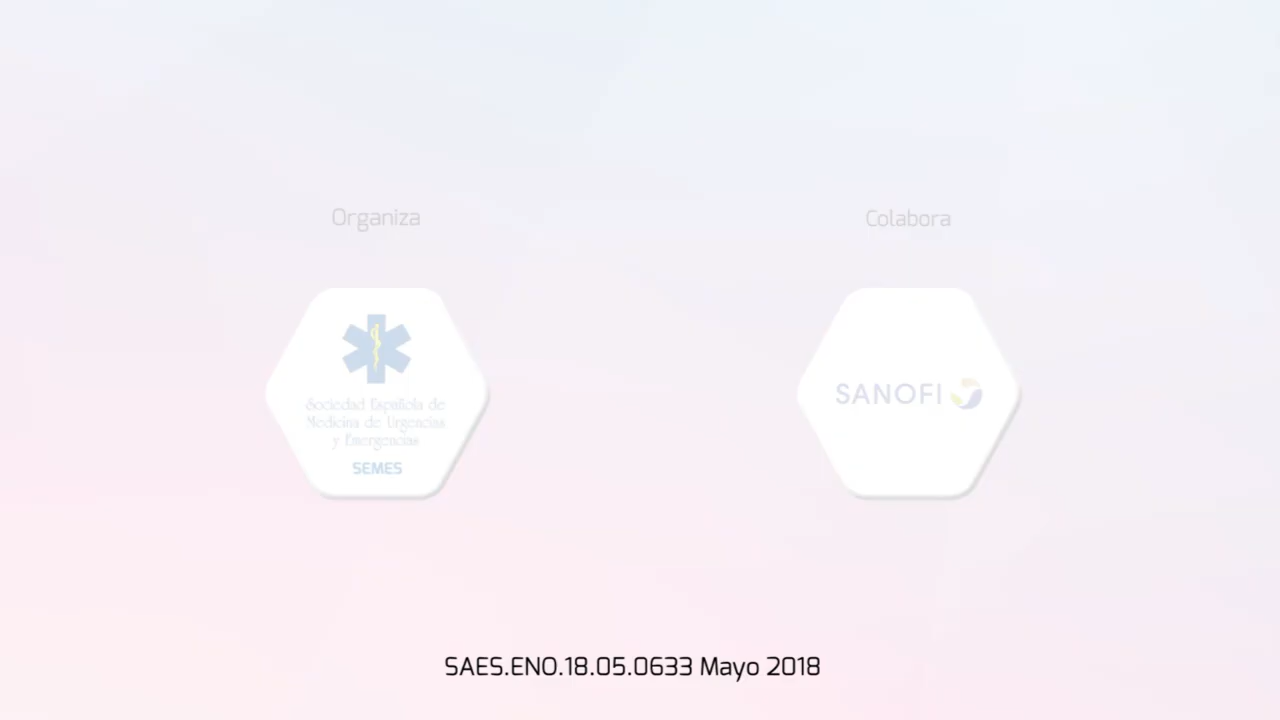 Organiza
Colabora
Sociedad Española de
Medicina de Urgencias
y Emergencias
SEMES
SANOFI
SAES.ENO.18.05.0633 Mayo 2018